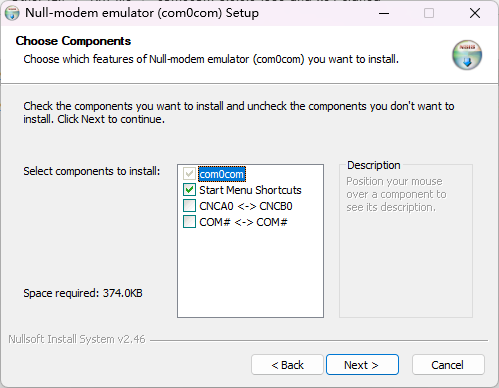 Null-modem emulator (com0com) Setup
Choose Components
Choose which features of Null-modem emulator (com0com) you want to install.
Check the components you want to install and uncheck the components you don't want to
install. Click Next to continue.
Select components to install:
com0com
Start Menu Shortcuts
CNCA0 <-> CNCB0
COM# <-> COM#
Description
Position your mouse
over a component to
see its description.
Space required: 374.0KB
Nullsoft Install System v2.46
< Back
Next >
Cancel